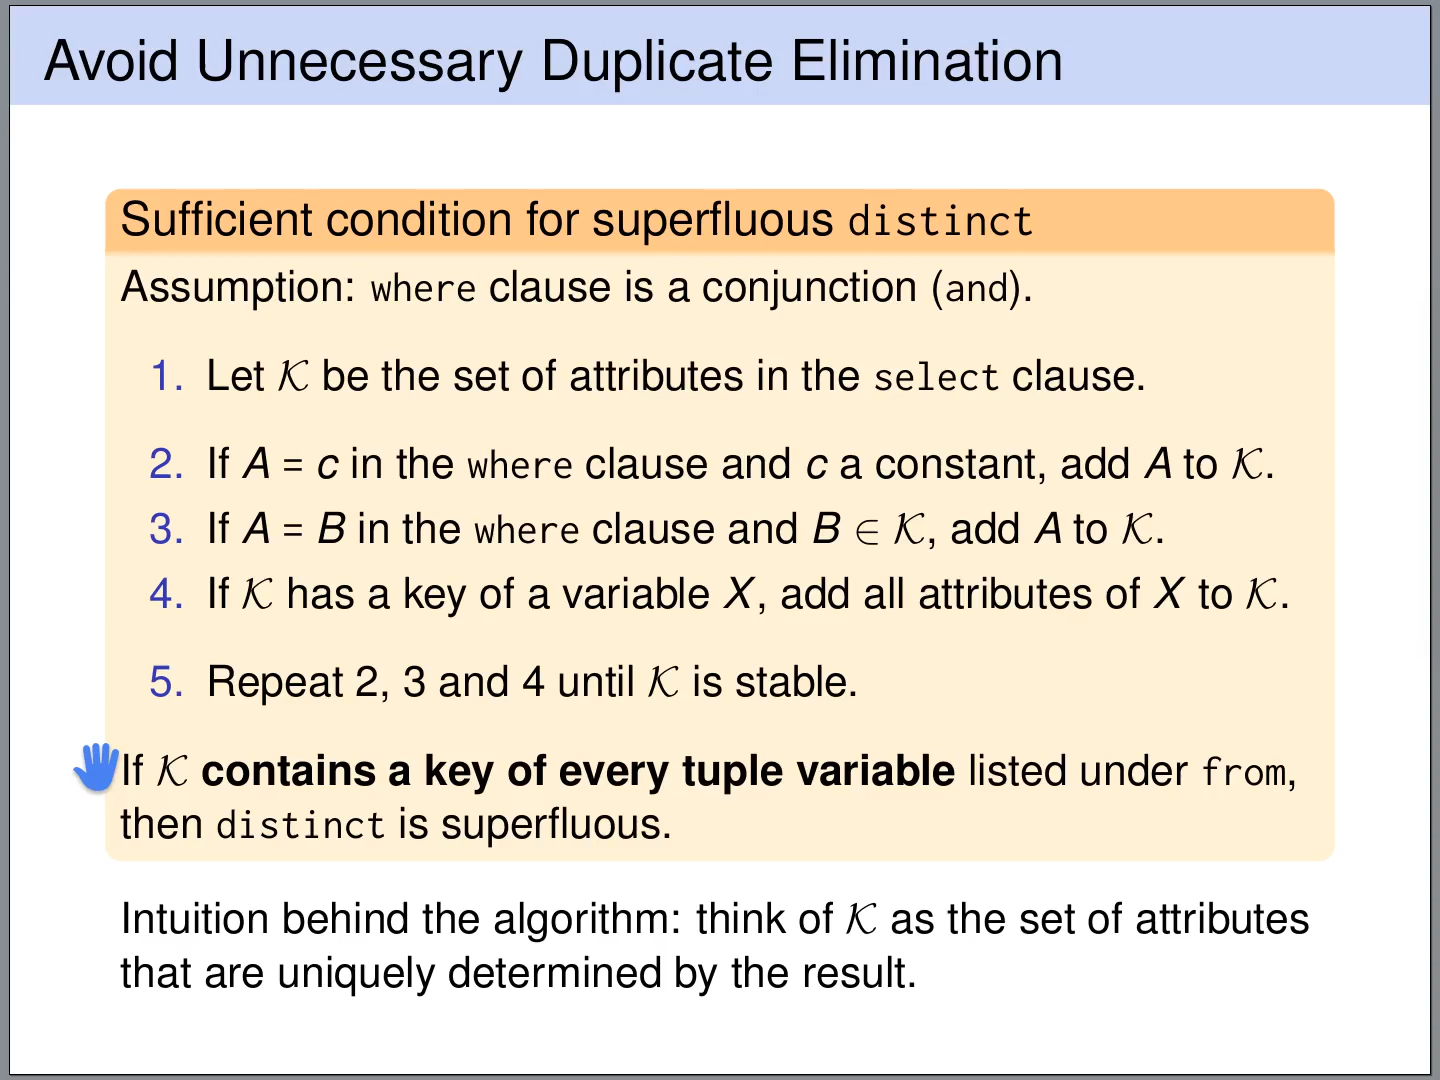 Avoid Unnecessary Duplicate Elimination
Sufficient condition for superfluous distinct
Assumption: where clause is a conjunction (and).
1. Let 𝒦 be the set of attributes in the select clause.
2. If A = c in the where clause and c a constant, add A to 𝒦.
3. If A = B in the where clause and B ∈ 𝒦, add A to 𝒦.
4. If 𝒦 has a key of a variable X, add all attributes of X to 𝒦.
5. Repeat 2, 3 and 4 until 𝒦 is stable.
If 𝒦 contains a key of every tuple variable listed under from,
then distinct is superfluous.
Intuition behind the algorithm: think of 𝒦 as the set of attributes
that are uniquely determined by the result.